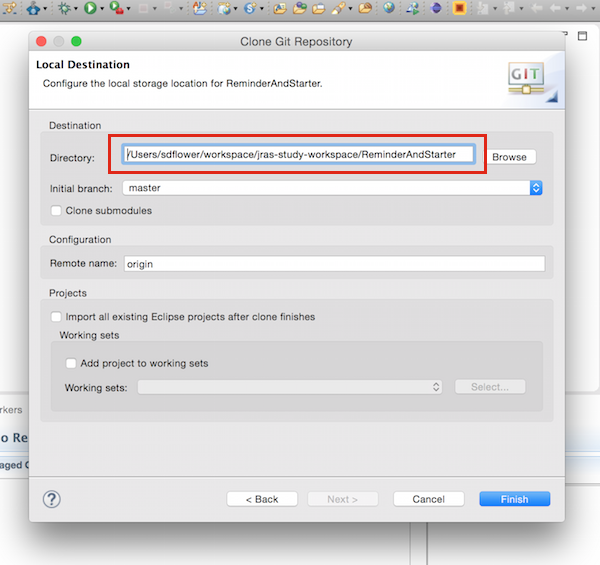 Clone Git Repository
Local Destination
Configure the local storage location for ReminderAndStarter.
GIT
Destination
Directory: /Users/sdflower/workspace/jras-study-workspace/ReminderAndStarter Browse
Initial branch: master
Clone submodules
Configuration
Remote name: origin
Projects
Import all existing Eclipse projects after clone finishes
Working sets
Add project to working sets
Working sets: Select...
rkers
o Re
aged C
? < Back Next > Cancel Finish